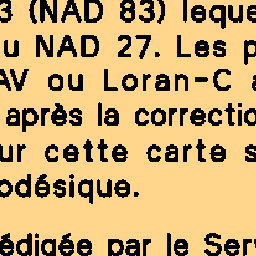 3 (NAD 83) leque
u NAD 27. Les p
AV ou Loran-C a
après la correctio
ur cette carte s
odésique.
édigée par le Serv